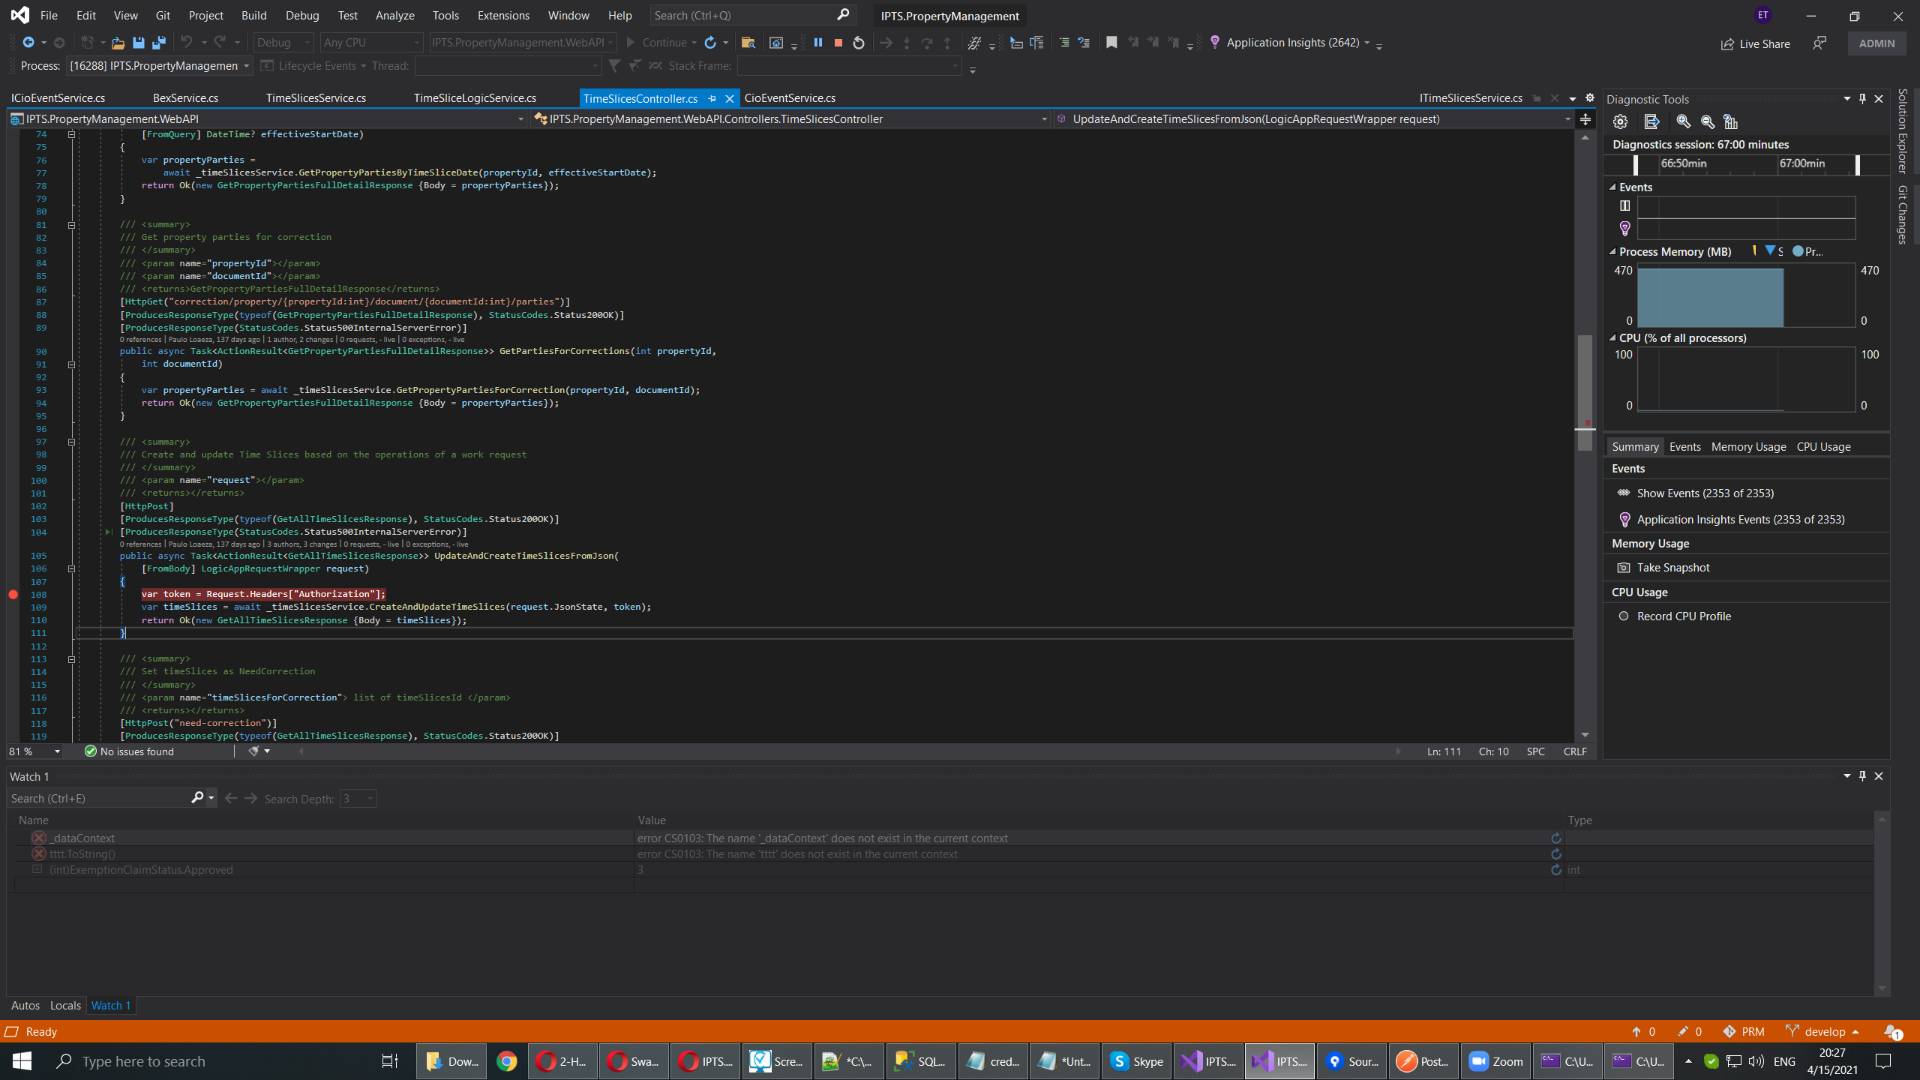 File Edit View Git Project Build Debug Test Analyze Tools Extensions Window Help Search (Ctrl+Q) IPTS.PropertyManagement ET
Debug Any CPU IPTS.PropertyManagement.WebAPI Continue Application Insights (2642) Live Share ADMIN
Process: [16288] IPTS.PropertyManagemen Lifecycle Events Thread: Stack Frame:
ICioEventService.cs BexService.cs TimeSlicesService.cs TimeSliceLogicService.cs TimeSlicesController.cs CioEventService.cs ITimeSlicesService.cs
IPTS.PropertyManagement.WebAPI IPTS.PropertyManagement.WebAPI.Controllers.TimeSlicesController UpdateAndCreateTimeSlicesFromJson(LogicAppRequestWrapper request)
74 [FromQuery] DateTime? effectiveStartDate)
75 {
76 var propertyParties =
77 await _timeSlicesService.GetPropertyPartiesByTimeSliceDate(propertyId, effectiveStartDate);
78 return Ok(new GetPropertyPartiesFullDetailResponse {Body = propertyParties});
79 }
80
81 /// <summary>
82 /// Get property parties for correction
83 /// </summary>
84 /// <param name="propertyId"></param>
85 /// <param name="documentId"></param>
86 /// <returns>GetPropertyPartiesFullDetailResponse</returns>
87 [HttpGet("correction/property/{propertyId:int}/document/{documentId:int}/parties")]
88 [ProducesResponseType(typeof(GetPropertyPartiesFullDetailResponse), StatusCodes.Status200OK)]
89 [ProducesResponseType(StatusCodes.Status500InternalServerError)]
0 references | Paulo Loaeza, 137 days ago | 1 author, 2 changes | 0 requests, - live | 0 exceptions, - live
90 public async Task<ActionResult<GetPropertyPartiesFullDetailResponse>> GetPartiesForCorrections(int propertyId,
91 int documentId)
92 {
93 var propertyParties = await _timeSlicesService.GetPropertyPartiesForCorrection(propertyId, documentId);
94 return Ok(new GetPropertyPartiesFullDetailResponse {Body = propertyParties});
95 }
96
97 /// <summary>
98 /// Create and update Time Slices based on the operations of a work request
99 /// </summary>
100 /// <param name="request"></param>
101 /// <returns></returns>
102 [HttpPost]
103 [ProducesResponseType(typeof(GetAllTimeSlicesResponse), StatusCodes.Status200OK)]
104 [ProducesResponseType(StatusCodes.Status500InternalServerError)]
0 references | Paulo Loaeza, 137 days ago | 3 authors, 3 changes | 0 requests, - live | 0 exceptions, - live
105 public async Task<ActionResult<GetAllTimeSlicesResponse>> UpdateAndCreateTimeSlicesFromJson(
106 [FromBody] LogicAppRequestWrapper request)
107 {
108 var token = Request.Headers["Authorization"];
109 var timeSlices = await _timeSlicesService.CreateAndUpdateTimeSlices(request.JsonState, token);
110 return Ok(new GetAllTimeSlicesResponse {Body = timeSlices});
111 }
112
113 /// <summary>
114 /// Set timeSlices as NeedCorrection
115 /// </summary>
116 /// <param name="timeSlicesForCorrection"> list of timeSlicesId </param>
117 /// <returns></returns>
118 [HttpPost("need-correction")]
119 [ProducesResponseType(typeof(GetAllTimeSlicesResponse), StatusCodes.Status200OK)]
81 % No issues found Ln: 111 Ch: 10 SPC CRLF
Diagnostic Tools
Diagnostics session: 67:00 minutes
66:50min 67:00min
Events
Process Memory (MB) S Pr...
470 470
0 0
CPU (% of all processors)
100 100
0 0
Summary Events Memory Usage CPU Usage
Events
Show Events (2353 of 2353)
Application Insights Events (2353 of 2353)
Memory Usage
Take Snapshot
CPU Usage
Record CPU Profile
Solution Explorer
Git Changes
Watch 1
Search (Ctrl+E) Search Depth: 3
Name Value Type
_dataContext error CS0103: The name '_dataContext' does not exist in the current context
tttt.ToString() error CS0103: The name 'tttt' does not exist in the current context
(int)ExemptionClaimStatus.Approved 3 int
Autos Locals Watch 1
Ready 0 0 PRM develop 1
Type here to search Dow... 2-H... Swa... IPTS... Scre... *C:\... SQL... cred... *Unt... Skype IPTS... IPTS... Sour... Post... Zoom C:\U... C:\U... ENG 20:27
4/15/2021